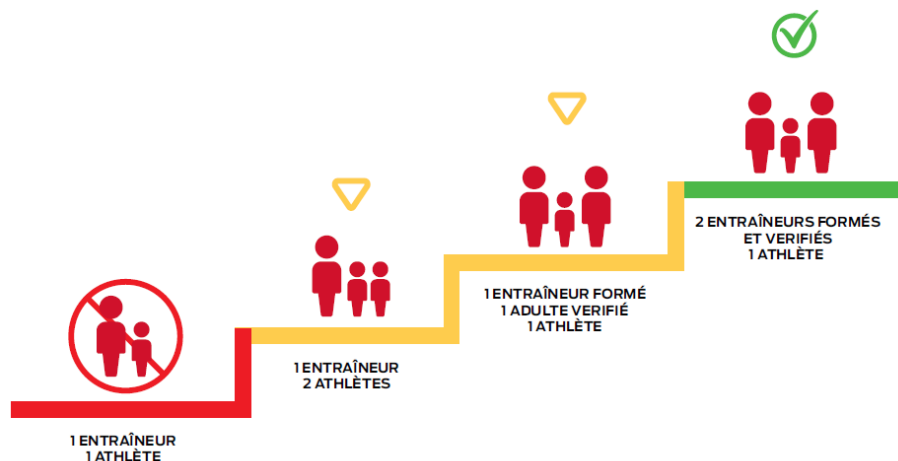 1 ENTRAÎNEUR
1 ATHLÈTE
1 ENTRAÎNEUR
2 ATHLÈTES
1 ENTRAÎNEUR FORMÉ
1 ADULTE VERIFIÉ
1 ATHLÈTE
2 ENTRAÎNEURS FORMÉS
ET VERIFIÉS
1 ATHLÈTE